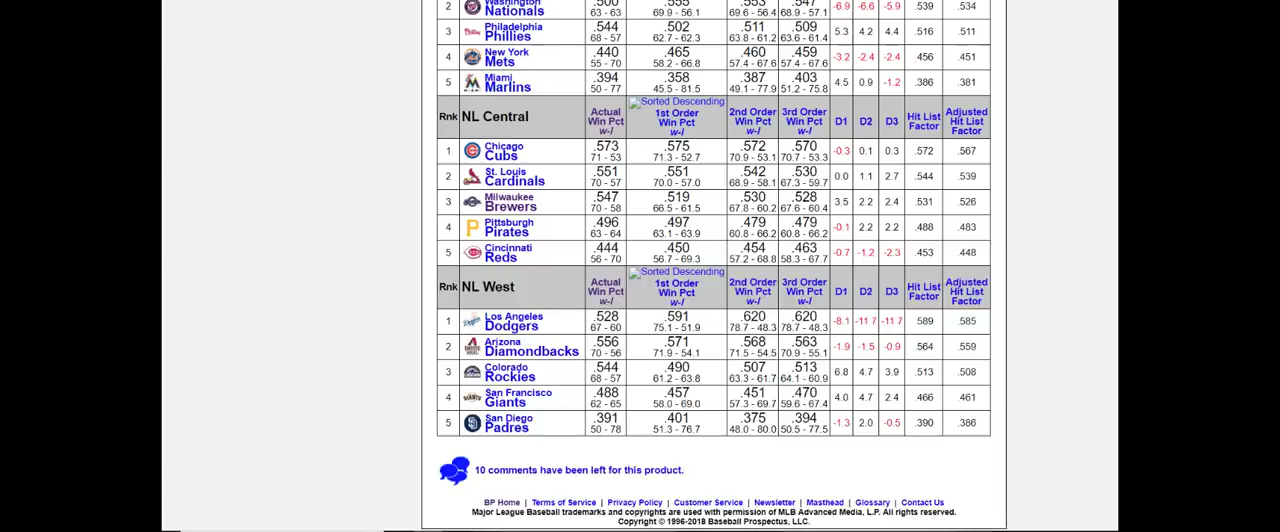 2 Washington Nationals .500 63 - 63 .555 69.9 - 56.1 .553 69.6 - 56.4 .547 68.9 - 57.1 -6.9 -6.6 -5.9 .539 .534
3 Philadelphia Phillies .544 68 - 57 .502 62.7 - 62.3 .511 63.8 - 61.2 .509 63.6 - 61.4 5.3 4.2 4.4 .516 .511
4 New York Mets .440 55 - 70 .465 58.2 - 66.8 .460 57.4 - 67.6 .459 57.4 - 67.6 -3.2 -2.4 -2.4 .456 .451
5 Miami Marlins .394 50 - 77 .358 45.5 - 81.5 .387 49.1 - 77.9 .403 51.2 - 75.8 4.5 0.9 -1.2 .386 .381
Rnk NL Central Actual Win Pct w-l Sorted Descending 1st Order Win Pct w-l 2nd Order Win Pct w-l 3rd Order Win Pct w-l D1 D2 D3 Hit List Factor Adjusted Hit List Factor
1 Chicago Cubs .573 71 - 53 .575 71.3 - 52.7 .572 70.9 - 53.1 .570 70.7 - 53.3 -0.3 0.1 0.3 .572 .567
2 St. Louis Cardinals .551 70 - 57 .551 70.0 - 57.0 .542 68.9 - 58.1 .530 67.3 - 59.7 0.0 1.1 2.7 .544 .539
3 Milwaukee Brewers .547 70 - 58 .519 66.5 - 61.5 .530 67.8 - 60.2 .528 67.6 - 60.4 3.5 2.2 2.4 .531 .526
4 Pittsburgh Pirates .496 63 - 64 .497 63.1 - 63.9 .479 60.8 - 66.2 .479 60.8 - 66.2 -0.1 2.2 2.2 .488 .483
5 Cincinnati Reds .444 56 - 70 .450 56.7 - 69.3 .454 57.2 - 68.8 .463 58.3 - 67.7 -0.7 -1.2 -2.3 .453 .448
Rnk NL West Actual Win Pct w-l Sorted Descending 1st Order Win Pct w-l 2nd Order Win Pct w-l 3rd Order Win Pct w-l D1 D2 D3 Hit List Factor Adjusted Hit List Factor
1 Los Angeles Dodgers .528 67 - 60 .591 75.1 - 51.9 .620 78.7 - 48.3 .620 78.7 - 48.3 -8.1 -11.7 -11.7 .589 .585
2 Arizona Diamondbacks .556 70 - 56 .571 71.9 - 54.1 .568 71.5 - 54.5 .563 70.9 - 55.1 -1.9 -1.5 -0.9 .564 .559
3 Colorado Rockies .544 68 - 57 .490 61.2 - 63.8 .507 63.3 - 61.7 .513 64.1 - 60.9 6.8 4.7 3.9 .513 .508
4 San Francisco Giants .488 62 - 65 .457 58.0 - 69.0 .451 57.3 - 69.7 .470 59.6 - 67.4 4.0 4.7 2.4 .466 .461
5 San Diego Padres .391 50 - 78 .401 51.3 - 76.7 .375 48.0 - 80.0 .394 50.5 - 77.5 -1.3 2.0 -0.5 .390 .386
10 comments have been left for this product.
BP Home | Terms of Service | Privacy Policy | Customer Service | Newsletter | Masthead | Glossary | Contact Us
Major League Baseball trademarks and copyrights are used with permission of MLB Advanced Media, L.P. All rights reserved.
Copyright © 1996-2018 Baseball Prospectus, LLC.